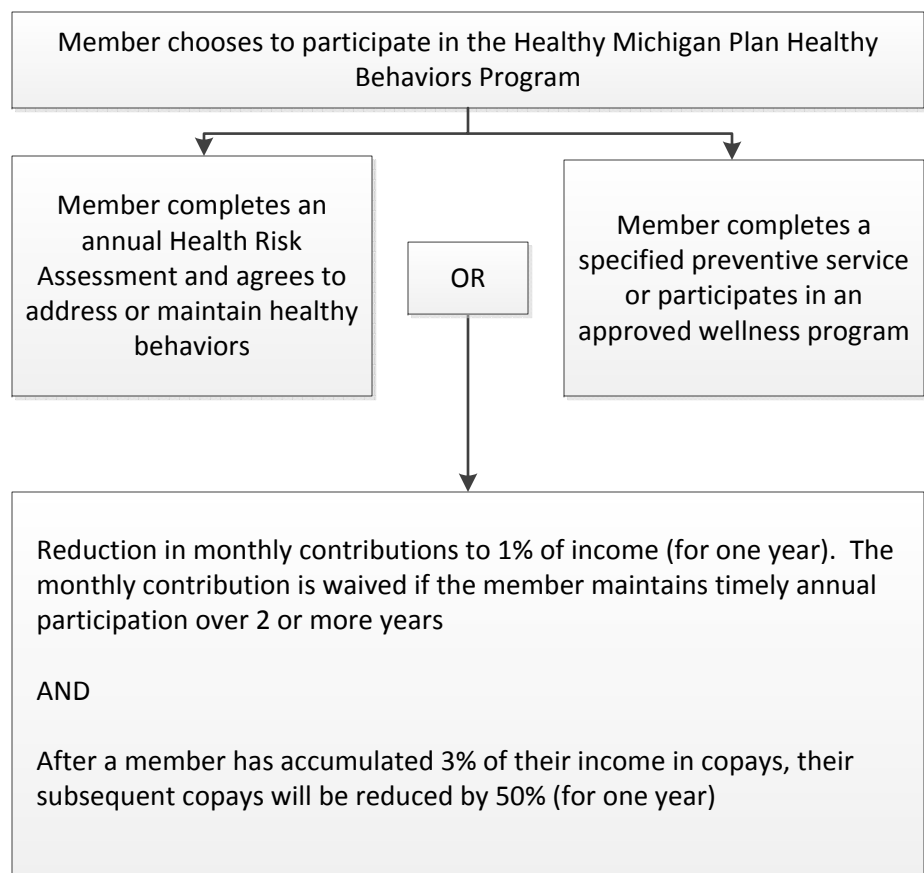 Member chooses to participate in the Healthy Michigan Plan Healthy
Behaviors Program
Member completes an
annual Health Risk
Assessment and agrees to
address or maintain healthy
behaviors
OR
Member completes a
specified preventive service
or participates in an
approved wellness program
Reduction in monthly contributions to 1% of income (for one year).  The
monthly contribution is waived if the member maintains timely annual
participation over 2 or more years
AND
After a member has accumulated 3% of their income in copays, their
subsequent copays will be reduced by 50% (for one year)